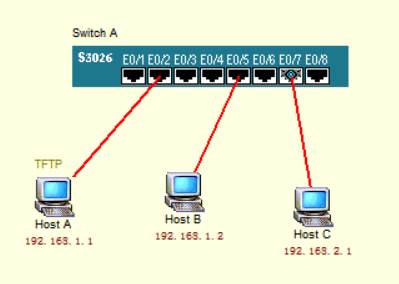 Switch A
S3026 E0/1 E0/2 E0/3 E0/4 E0/5 E0/6 E0/7 E0/8
TFTP
Host A
192. 168. 1. 1
Host B
192. 168. 1. 2
Host C
192. 168. 2. 1